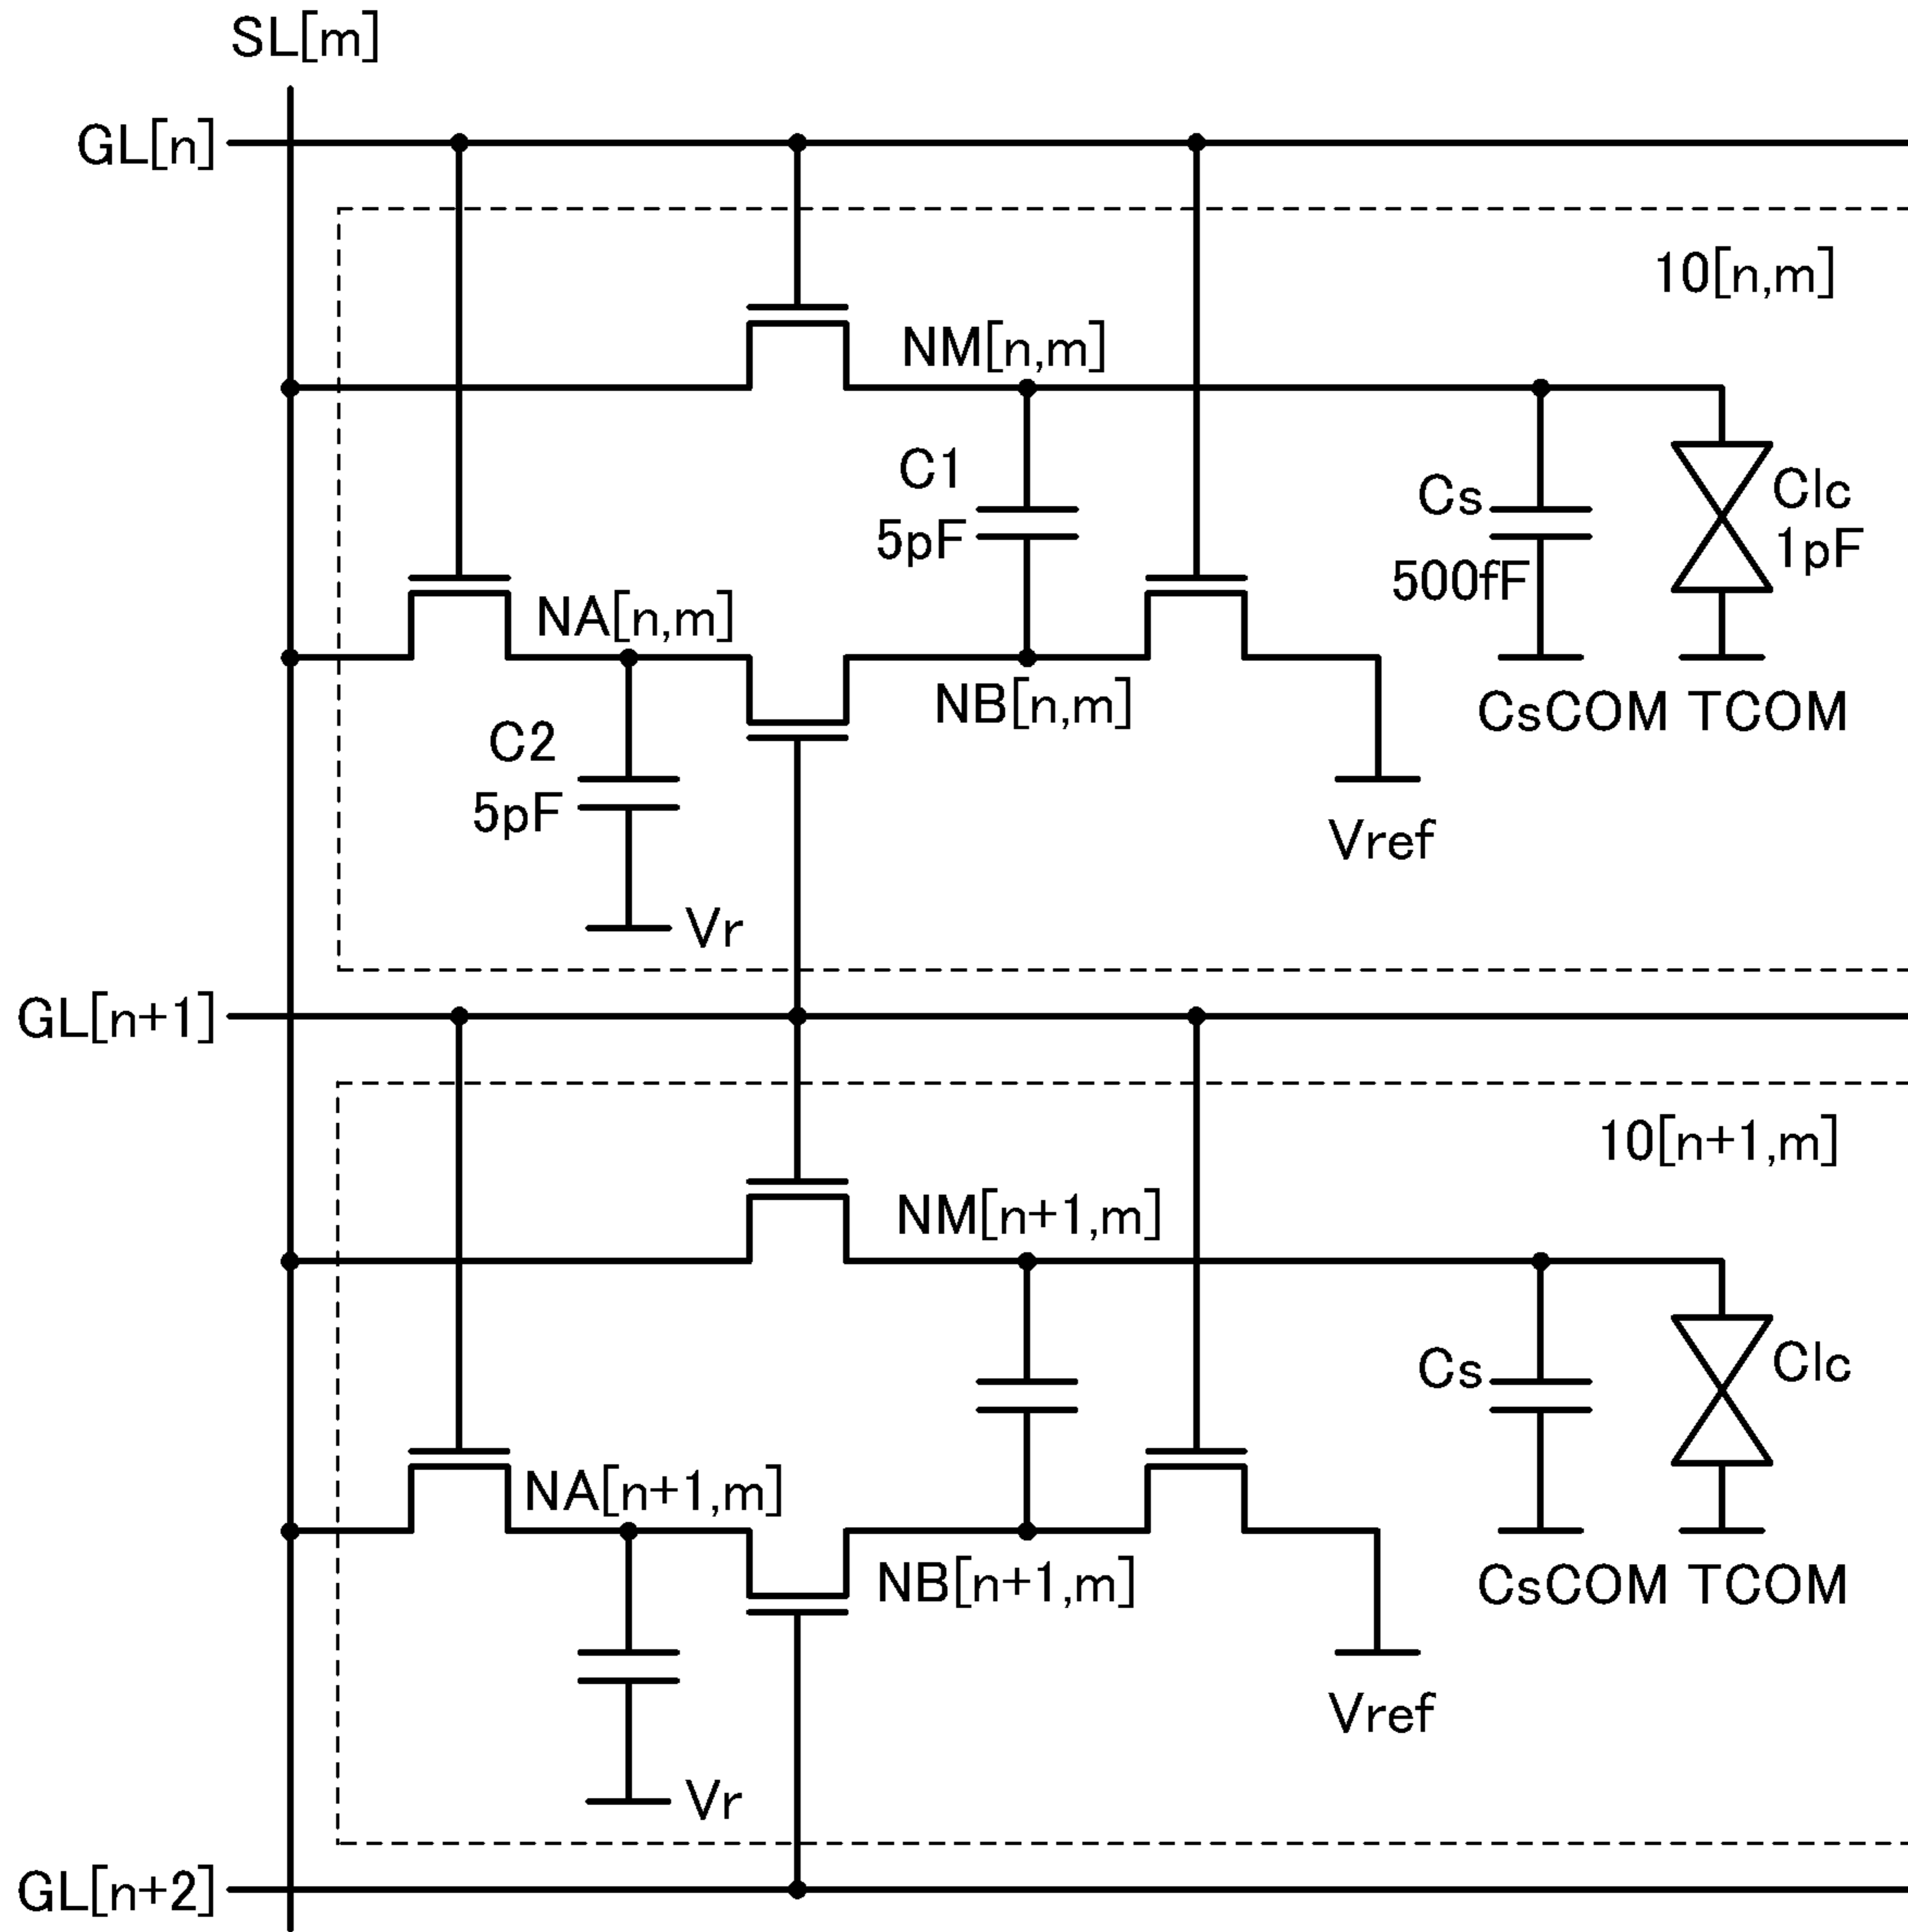 SL[m]
GL[n]
10[n,m]
NM[n,m]
C1
5pF
Cs
500fF
Clc
1pF
NA[n,m]
NB[n,m]
CsCOM TCOM
C2
5pF
Vref
Vr
GL[n+1]
10[n+1,m]
NM[n+1,m]
Cs
Clc
NA[n+1,m]
NB[n+1,m]
CsCOM TCOM
Vref
Vr
GL[n+2]